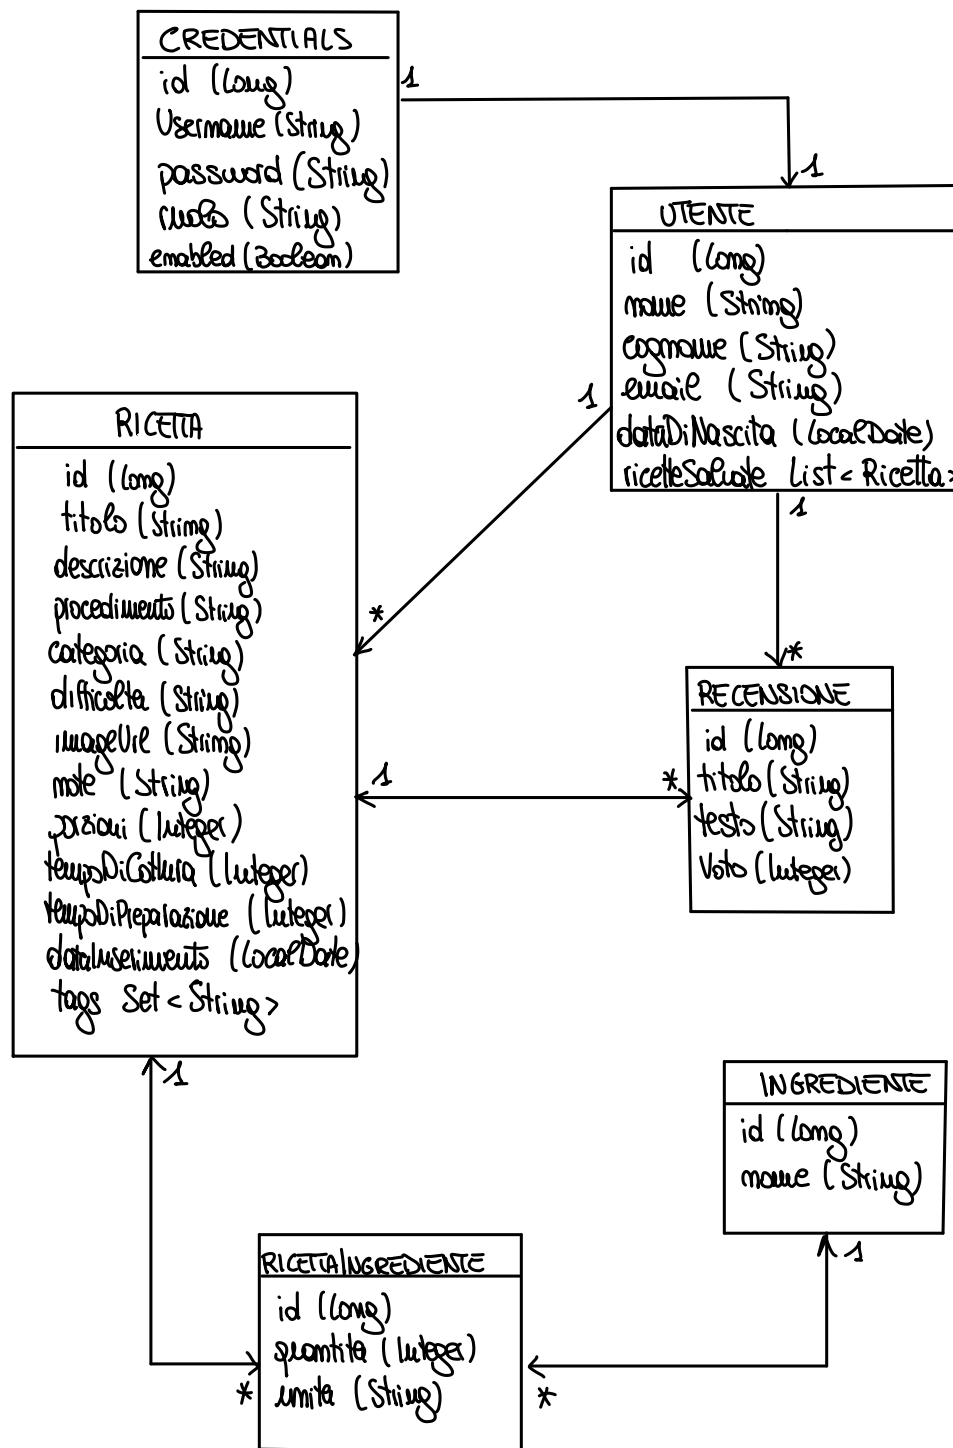 CREDENTIALS
id (Long)
Username (String)
password (String)
ruolo (String)
enabled (Boolean)
1
1
UTENTE
id (Long)
nome (String)
cognome (String)
email (String)
dataDiNascita (LocalDate)
ricetteSalvate List<Ricetta>
1
*
1
*
RICETTA
id (Long)
titolo (String)
descrizione (String)
procedimento (String)
categoria (String)
difficolta (String)
imageUrl (String)
note (String)
porzioni (Integer)
tempoDiCottura (Integer)
tempoDiPreparazione (Integer)
dataInserimento (LocalDate)
tags Set<String>
1
*
RECENSIONE
id (Long)
titolo (String)
testo (String)
Voto (Integer)
1
*
RICETTAINGREDIENTE
id (Long)
quantita (Integer)
unita (String)
INGREDIENTE
id (Long)
nome (String)
1
*